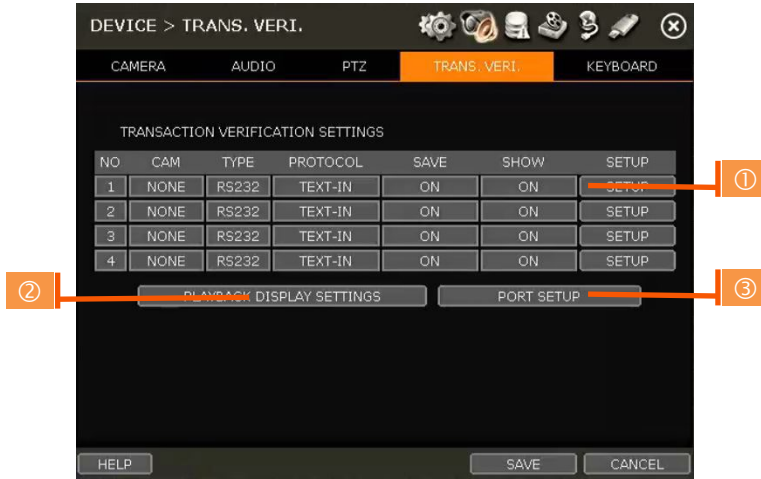 DEVICE > TRANS. VERI.
CAMERA AUDIO PTZ TRANS. VERI. KEYBOARD
TRANSACTION VERIFICATION SETTINGS
NO CAM TYPE PROTOCOL SAVE SHOW SETUP
1 NONE RS232 TEXT-IN ON ON SETUP ①
2 NONE RS232 TEXT-IN ON ON SETUP
3 NONE RS232 TEXT-IN ON ON SETUP
4 NONE RS232 TEXT-IN ON ON SETUP
② PLAYBACK DISPLAY SETTINGS PORT SETUP ③
HELP SAVE CANCEL